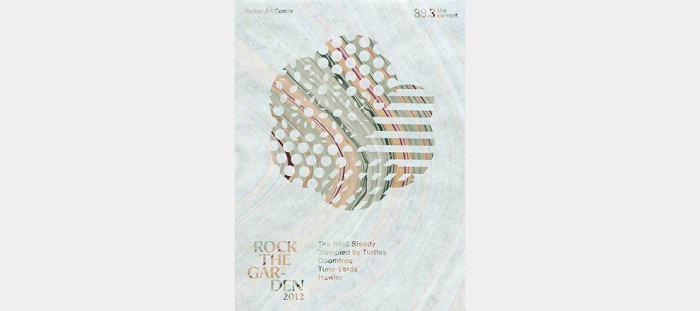 Walker Art Center
89.3 the
current
ROCK
THE
GAR-
DEN
2012
The Hold Steady
Trampled by Turtles
Doomtree
Tune-Yards
Howler